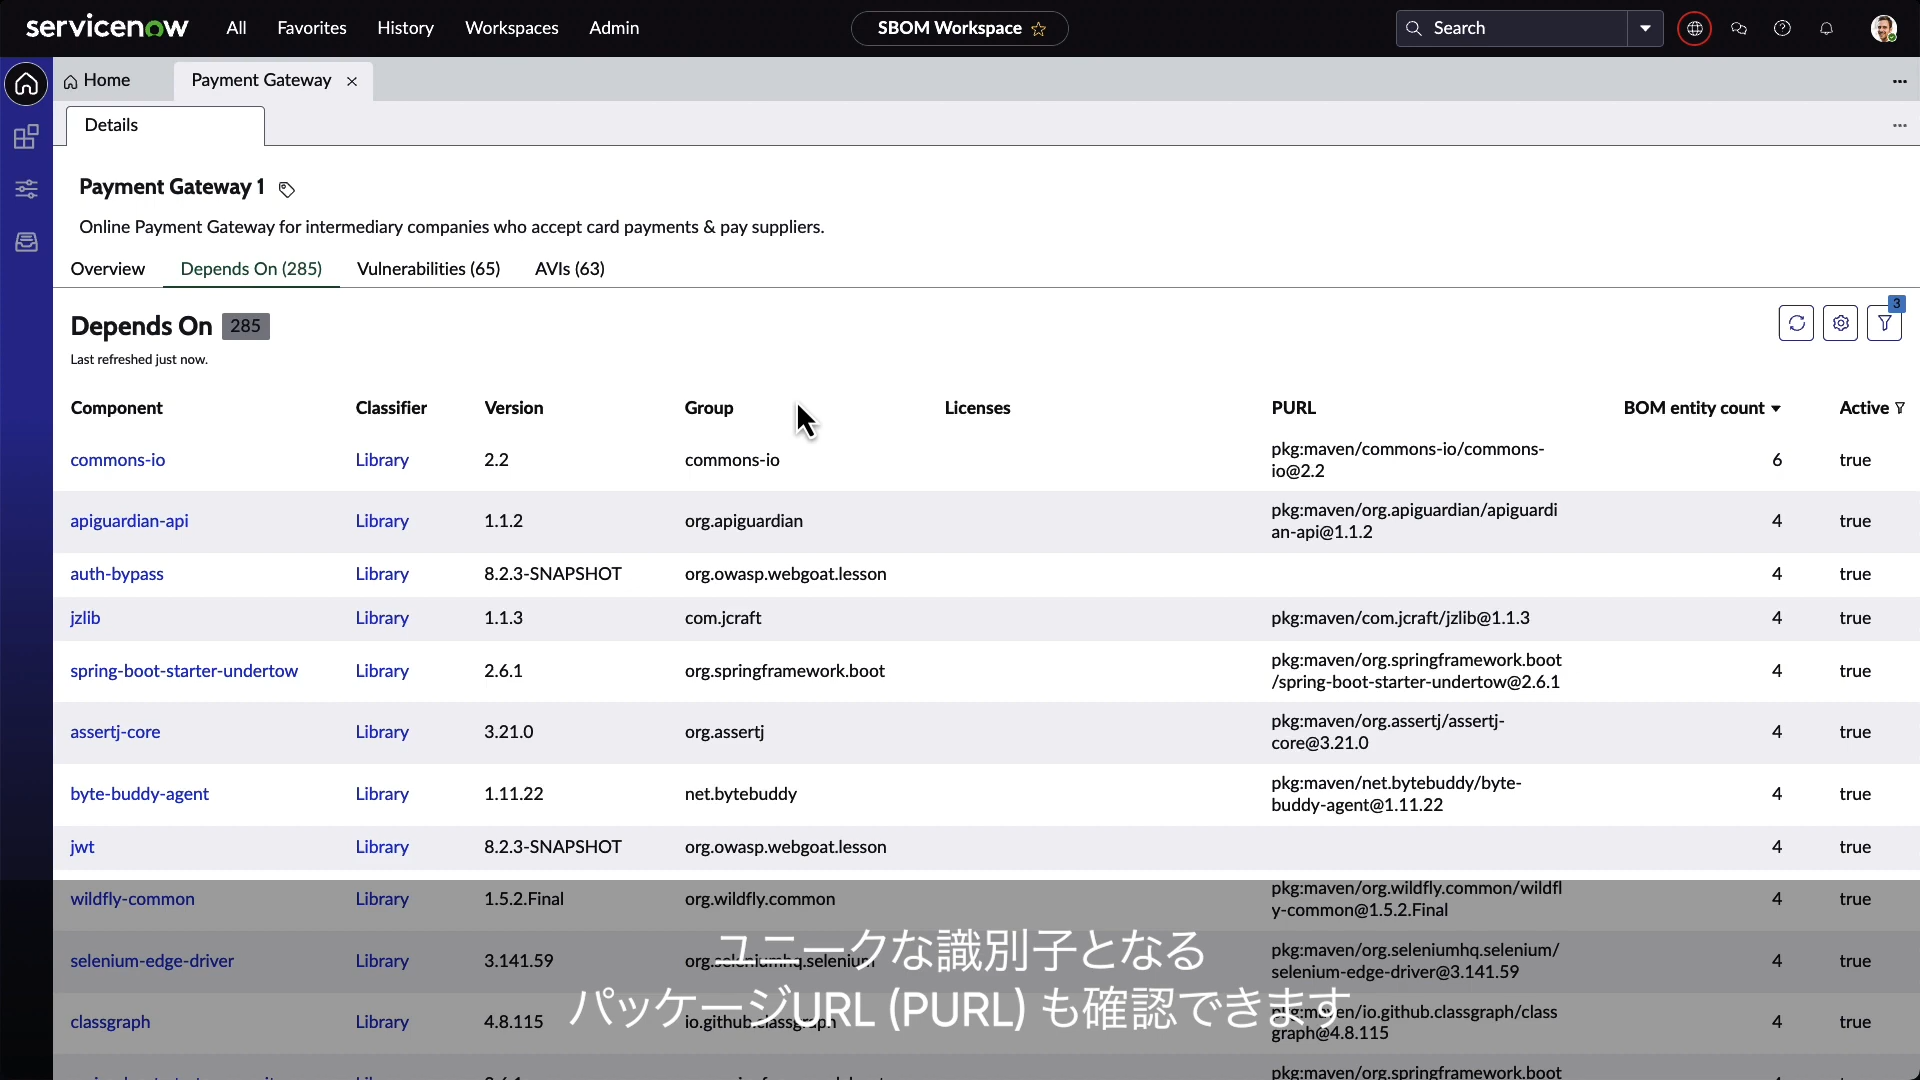 servicenow
All Favorites History Workspaces Admin
SBOM Workspace
Search
Home
Payment Gateway
Details
Payment Gateway 1
Online Payment Gateway for intermediary companies who accept card payments & pay suppliers.
Overview Depends On (285) Vulnerabilities (65) AVIs (63)
3
Depends On 285
Last refreshed just now.
Component Classifier Version Group Licenses PURL BOM entity count Active
commons-io Library 2.2 commons-io pkg:maven/commons-
io@2.2 6 true
apiguardian-api Library 1.1.2 org.apiguardian pkg:maven/org.apiguardian/apiguardi
an-api@1.1.2 4 true
auth-bypass Library 8.2.3-SNAPSHOT org.owasp.webgoat.lesson 4 true
jzlib Library 1.1.3 com.jcraft pkg:maven/com.jcraft/jzlib@1.1.3 4 true
spring-boot-starter-undertow Library 2.6.1 org.springframework.boot pkg:maven/org.springframework.boot
/spring-boot-starter-undertow@2.6.1 4 true
assertj-core Library 3.21.0 org.assertj pkg:maven/org.assertj/assertj-
core@3.21.0 4 true
byte-buddy-agent Library 1.11.22 net.bytebuddy pkg:maven/net.bytebuddy/byte-
buddy-agent@1.11.22 4 true
jwt Library 8.2.3-SNAPSHOT org.owasp.webgoat.lesson 4 true
wildfly-common Library 1.5.2.Final org.wildfly.common pkg:maven/org.wildfly.common/wildfl
y-common@1.5.2.Final 4 true
selenium-edge-driver Library 3.141.59 org.seleniumhq.selenium pkg:maven/org.seleniumhq.selenium/
selenium-edge-driver@3.141.59 4 true
classgraph Library 4.8.115 io.github.classgraph pkg:maven/io.github.classgraph/class
graph@4.8.115 4 true
pkg:maven/org.springframework.boot
ユニークな識別子となる
パッケージURL (PURL) も確認できます